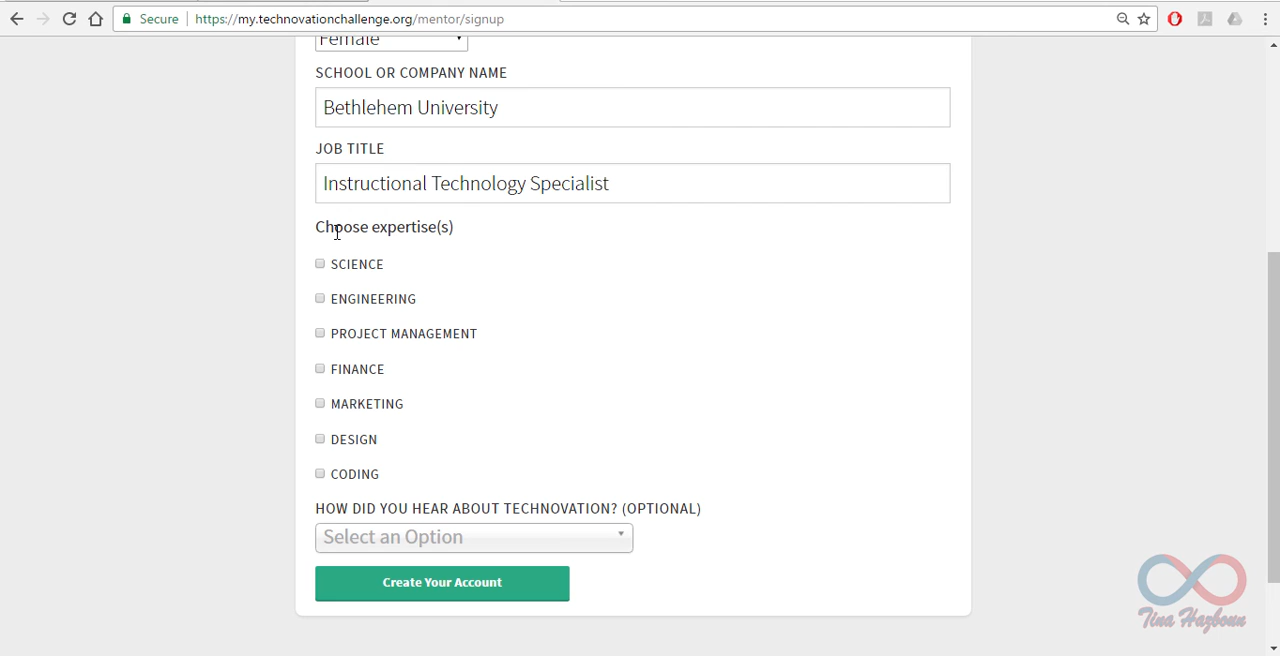 Secure https://my.technovationchallenge.org/mentor/signup
Female
SCHOOL OR COMPANY NAME
Bethlehem University
JOB TITLE
Instructional Technology Specialist
Choose expertise(s)
SCIENCE
ENGINEERING
PROJECT MANAGEMENT
FINANCE
MARKETING
DESIGN
CODING
HOW DID YOU HEAR ABOUT TECHNOVATION? (OPTIONAL)
Select an Option
Create Your Account
Tina Hazboun